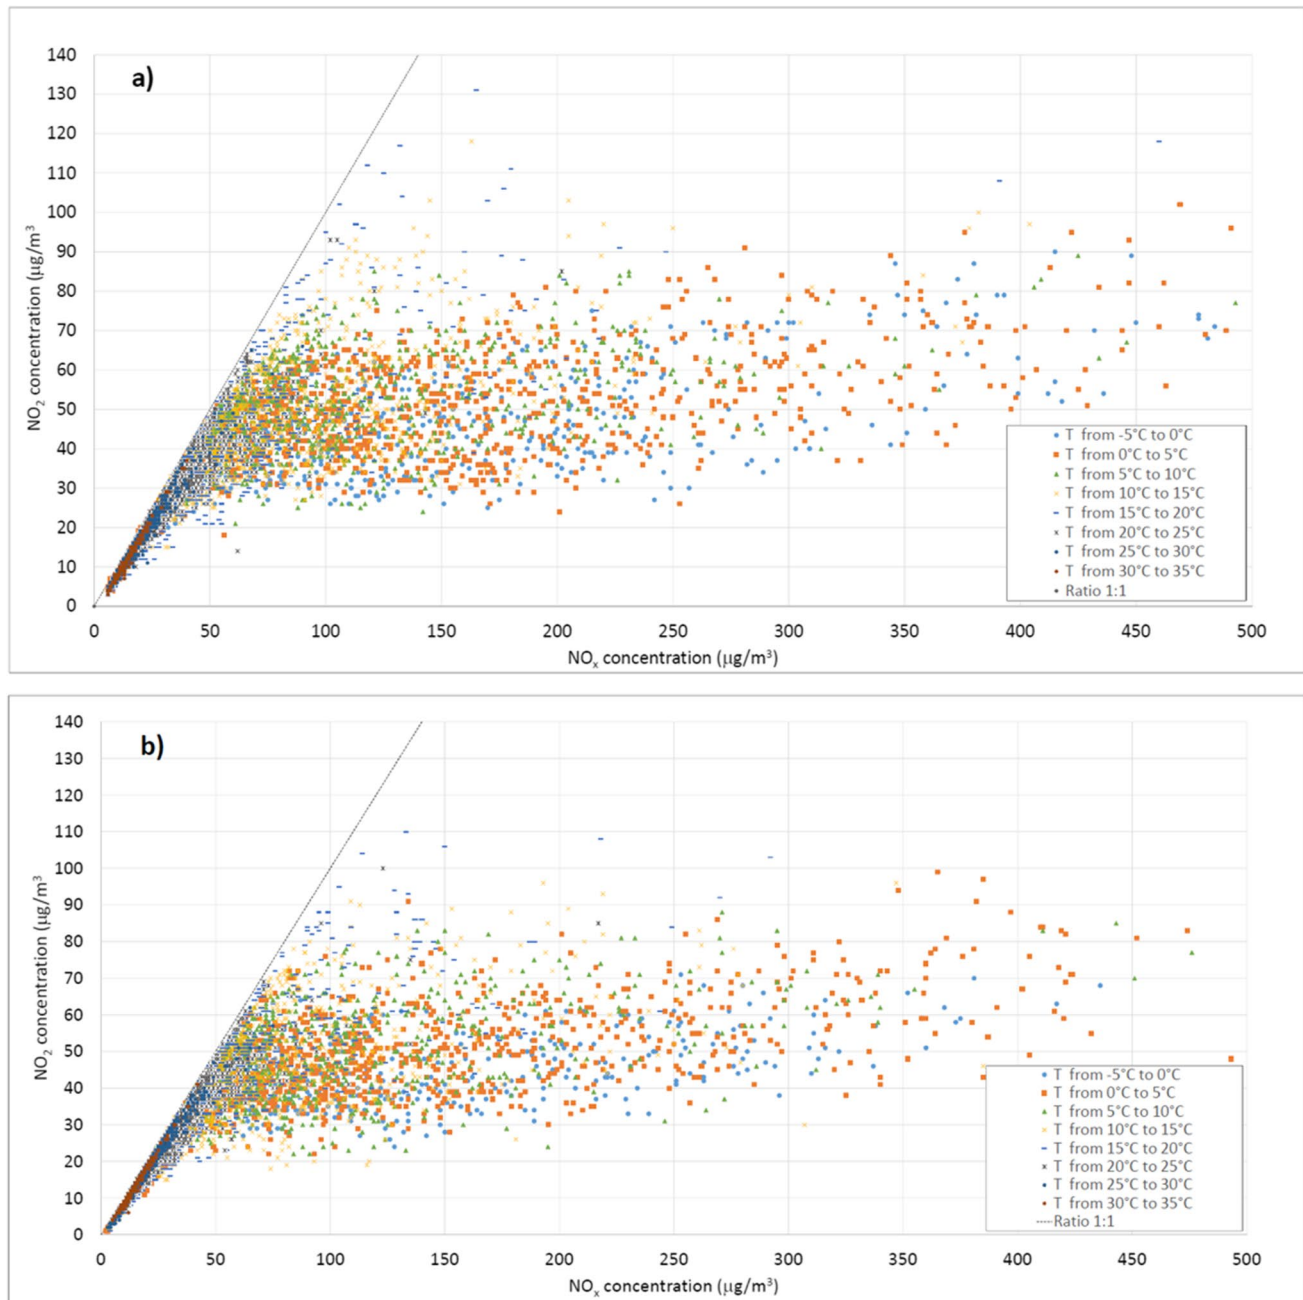 a)
140
130
120
110
100
90
80
70
60
50
40
30
20
10
0
NO₂ concentration (µg/m³)
T from -5°C to 0°C
T from 0°C to 5°C
T from 5°C to 10°C
T from 10°C to 15°C
T from 15°C to 20°C
T from 20°C to 25°C
T from 25°C to 30°C
T from 30°C to 35°C
Ratio 1:1
0 50 100 150 200 250 300 350 400 450 500
NOₓ concentration (µg/m³)
b)
140
130
120
110
100
90
80
70
60
50
40
30
20
10
0
NO₂ concentration (µg/m³)
T from -5°C to 0°C
T from 0°C to 5°C
T from 5°C to 10°C
T from 10°C to 15°C
T from 15°C to 20°C
T from 20°C to 25°C
T from 25°C to 30°C
T from 30°C to 35°C
Ratio 1:1
0 50 100 150 200 250 300 350 400 450 500
NOₓ concentration (µg/m³)